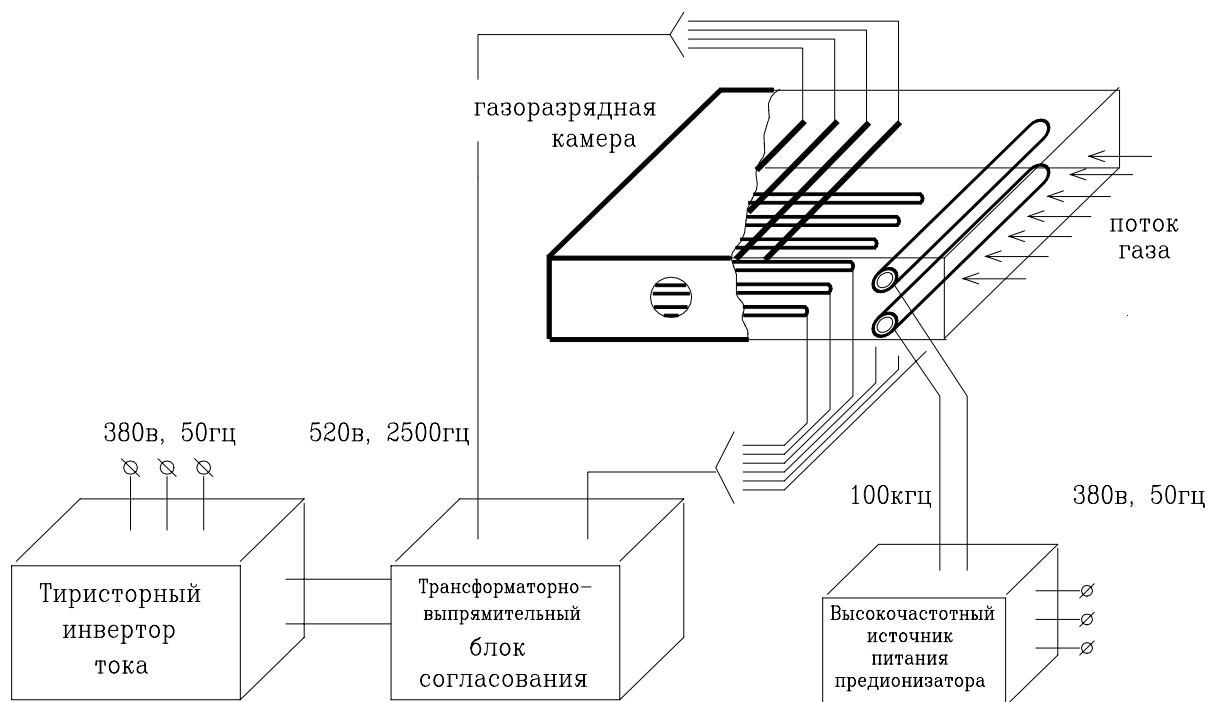 газоразрядная
камера
поток
газа
380в, 50гц
520в, 2500гц
100кгц
380в, 50гц
Тиристорный
инвертор
тока
Трансформаторно-
выпрямительный
блок
согласования
Высокочастотный
источник
питания
предионизатора